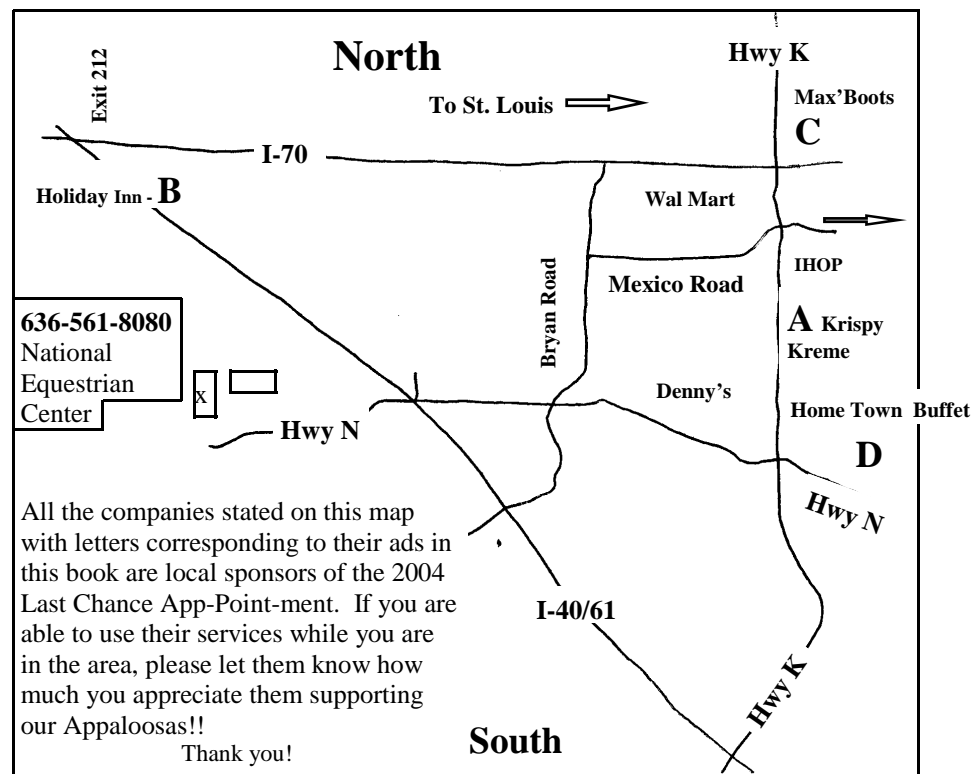 North
Hwy K
Exit 212
To St. Louis
Max'Boots
C
I-70
Holiday Inn - B
Wal Mart
IHOP
Mexico Road
Bryan Road
A Krispy
Kreme
636-561-8080
National
Equestrian
Center
x
Denny's
Home Town Buffet
D
Hwy N
Hwy N
All the companies stated on this map
with letters corresponding to their ads in
this book are local sponsors of the 2004
Last Chance App-Point-ment. If you are
able to use their services while you are
in the area, please let them know how
much you appreciate them supporting
our Appaloosas!!
Thank you!
I-40/61
Hwy K
South